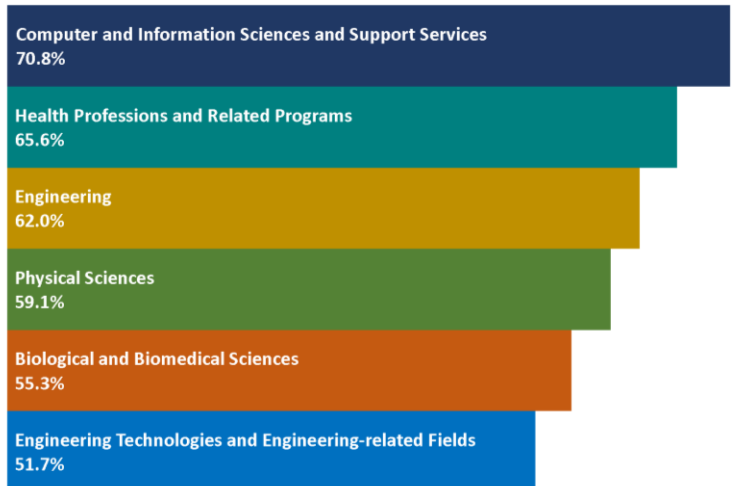 Computer and Information Sciences and Support Services
70.8%
Health Professions and Related Programs
65.6%
Engineering
62.0%
Physical Sciences
59.1%
Biological and Biomedical Sciences
55.3%
Engineering Technologies and Engineering-related Fields
51.7%